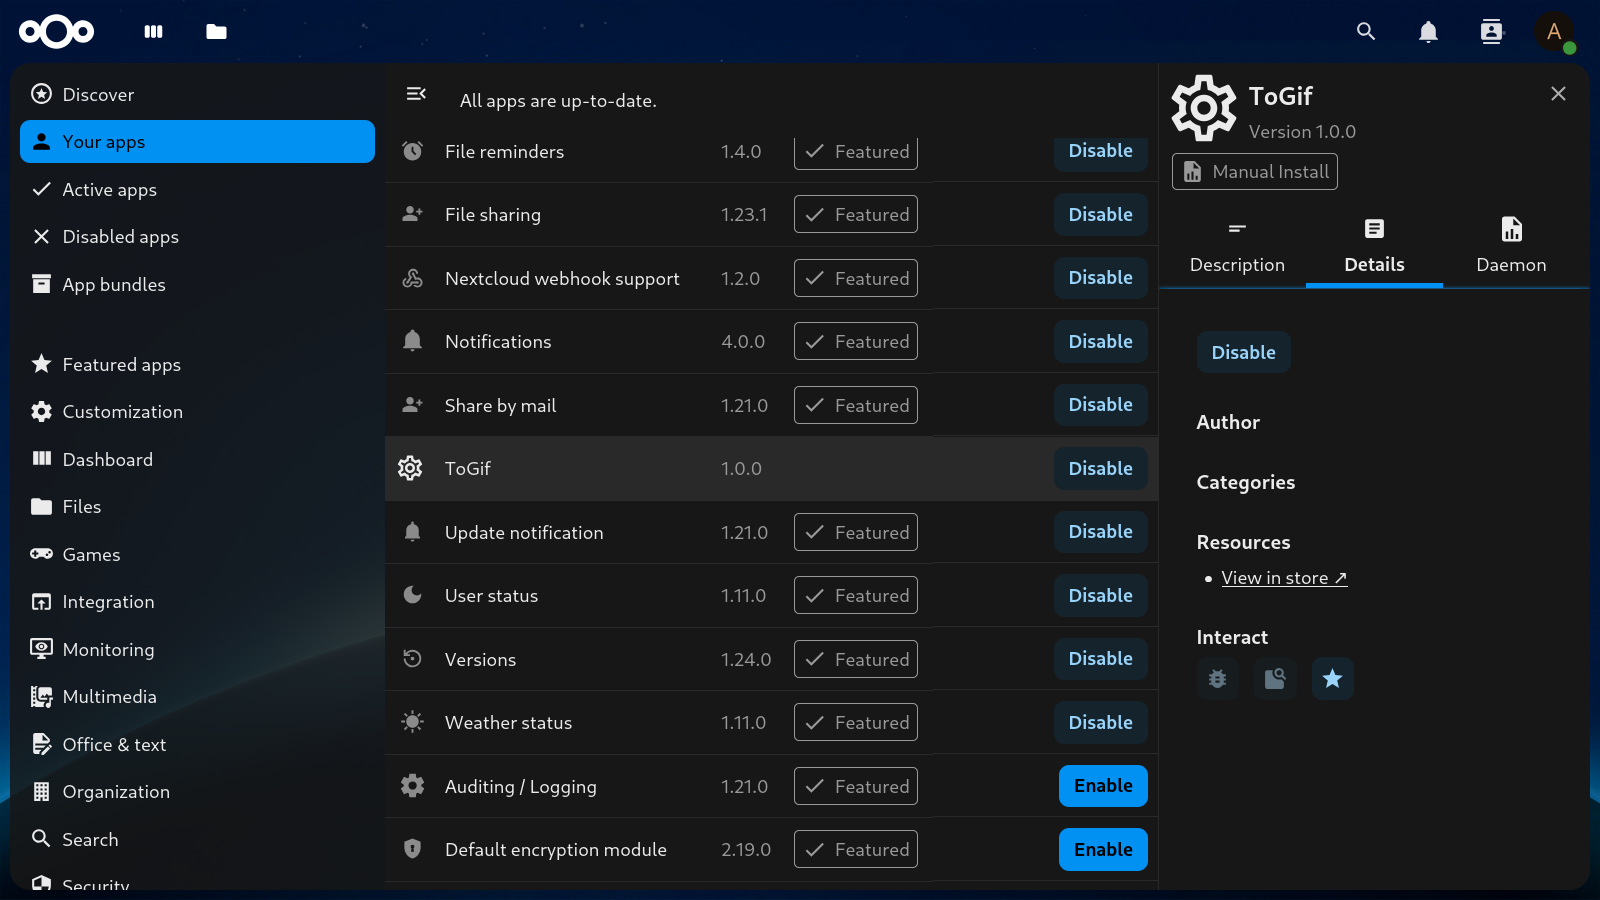 A
Discover
Your apps
Active apps
Disabled apps
App bundles
Featured apps
Customization
Dashboard
Files
Games
Integration
Monitoring
Multimedia
Office & text
Organization
Search
Security
All apps are up-to-date.
File reminders 1.4.0 Featured Disable
File sharing 1.23.1 Featured Disable
Nextcloud webhook support 1.2.0 Featured Disable
Notifications 4.0.0 Featured Disable
Share by mail 1.21.0 Featured Disable
ToGif 1.0.0 Disable
Update notification 1.21.0 Featured Disable
User status 1.11.0 Featured Disable
Versions 1.24.0 Featured Disable
Weather status 1.11.0 Featured Disable
Auditing / Logging 1.21.0 Featured Enable
Default encryption module 2.19.0 Featured Enable
ToGif
Version 1.0.0
Manual Install
Description Details Daemon
Disable
Author
Categories
Resources
• View in store ↗
Interact